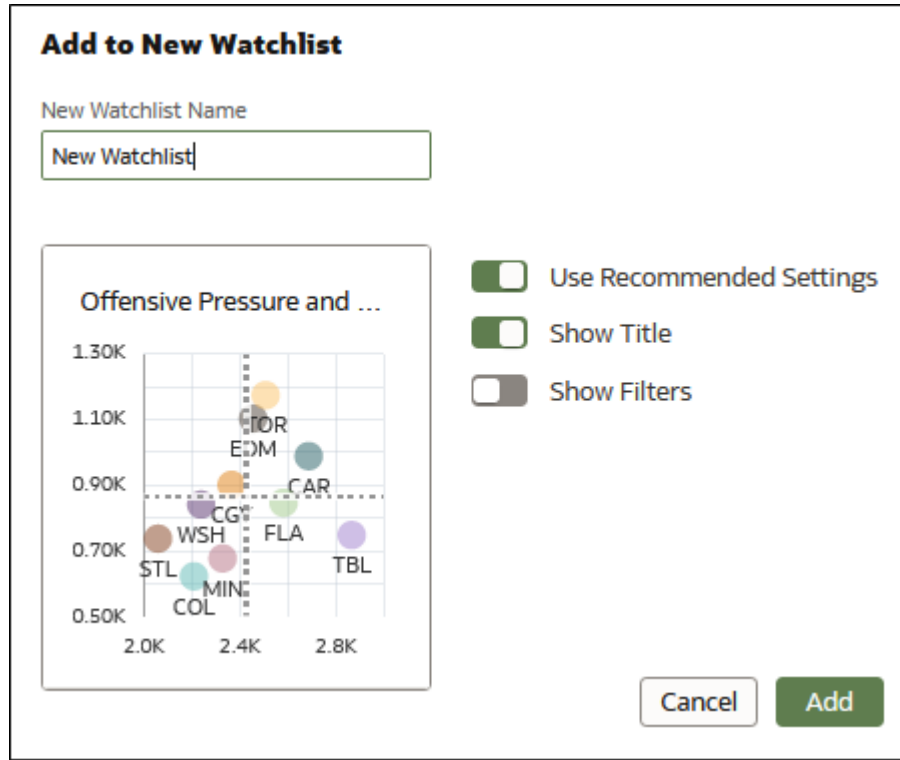 Add to New Watchlist
New Watchlist Name
New Watchlist
Offensive Pressure and ...
Use Recommended Settings
Show Title
Show Filters
1.30K
1.10K
0.90K
0.70K
0.50K
TOR
EDM
CAR
CGY
WSH
FLA
STL
TBL
MIN
COL
2.0K 2.4K 2.8K
Cancel Add